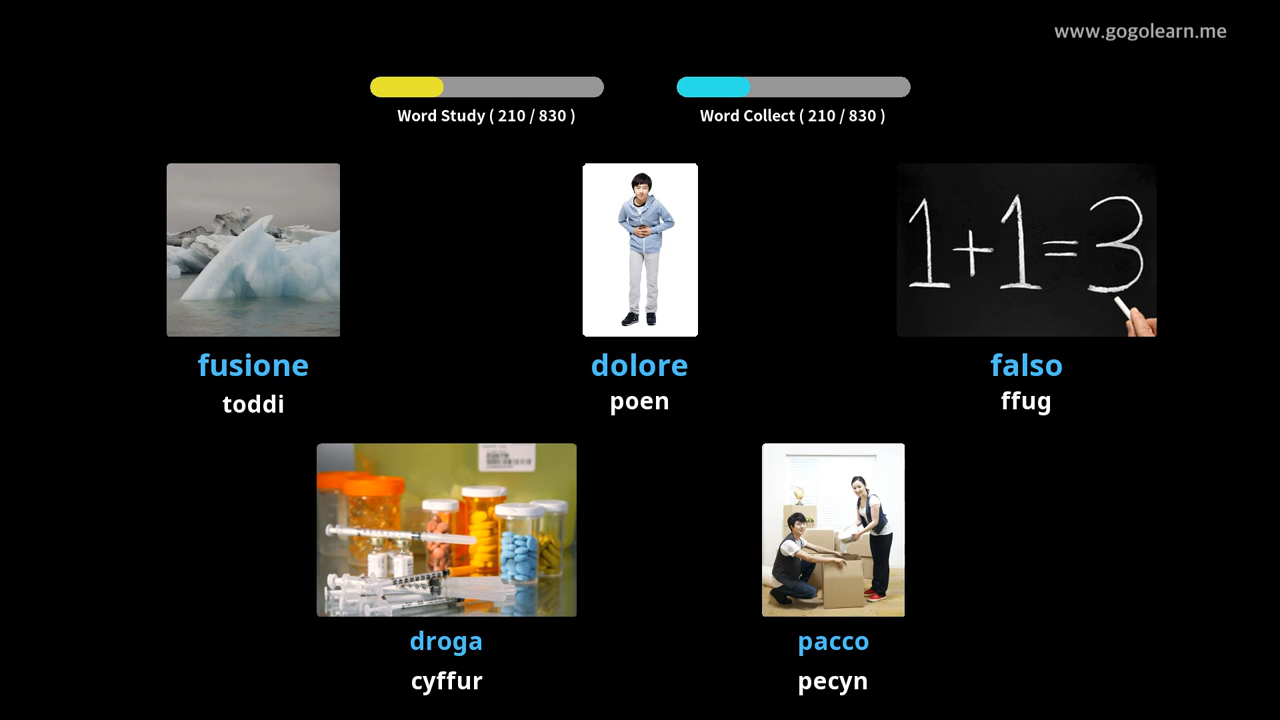 www.gogolearn.me
Word Study ( 210 / 830 )
Word Collect ( 210 / 830 )
1+1=3
fusione
dolore
falso
toddi
poen
ffug
droga
pacco
cyffur
pecyn